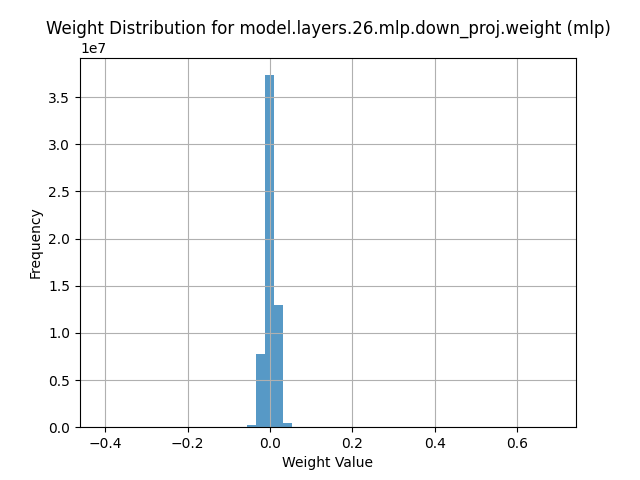 Weight Distribution for model.layers.26.mlp.down_proj.weight (mlp)
1e7
3.5
3.0
2.5
2.0
1.5
1.0
0.5
0.0
Frequency
−0.4 −0.2 0.0 0.2 0.4 0.6
Weight Value